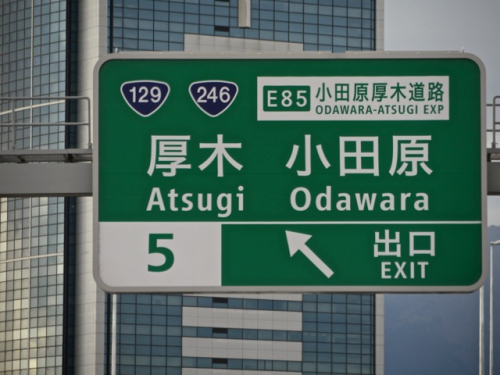 129 246 E85 小田原厚木道路
ODAWARA-ATSUGI EXP
厚木 小田原
Atsugi Odawara
5 出口
EXIT